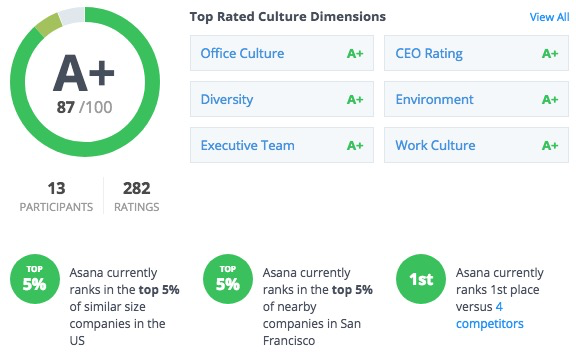 A+
87 /100
13
PARTICIPANTS
282
RATINGS
Top Rated Culture Dimensions
View All
Office Culture A+
CEO Rating A+
Diversity A+
Environment A+
Executive Team A+
Work Culture A+
TOP
5%
Asana currently
ranks in the top 5%
of similar size
companies in the
US
TOP
5%
Asana currently
ranks in the top 5%
of nearby
companies in San
Francisco
1st
Asana currently
ranks 1st place
versus 4
competitors